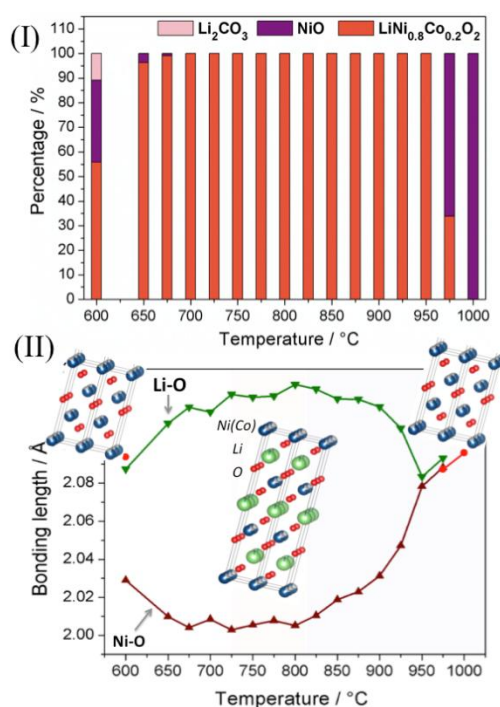 (I)
Li2CO3 NiO LiNi0.8Co0.2O2
Percentage / %
110
100
90
80
70
60
50
40
30
20
10
0
600 650 700 750 800 850 900 950 1000
Temperature / °C
(II)
Li-O
Ni(Co)
Li
O
Bonding length / Å
2.08
2.06
2.04
2.02
2.00
Ni-O
600 650 700 750 800 850 900 950 1000
Temperature / °C